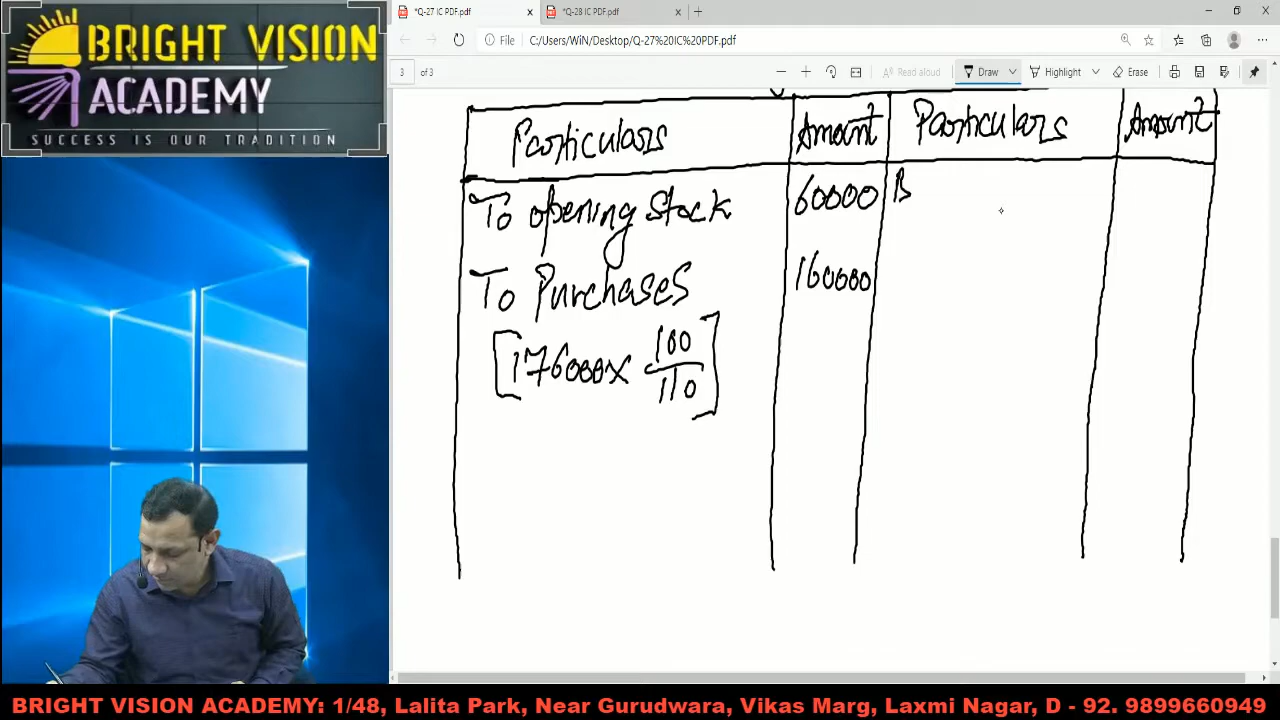 *Q-27 IC PDF.pdf
*Q-28 IC PDF.pdf
BRIGHT VISION
ACADEMY
SUCCESS IS OUR TRADITION
File C:/Users/WiN/Desktop/Q-27%20IC%20PDF.pdf
3 of 3
Read aloud Draw Highlight Erase
Particulars Amount Particulars Amount
To opening stock 60000 B
To Purchases 160000
[176000 x 100/110]
BRIGHT VISION ACADEMY: 1/48, Lalita Park, Near Gurudwara, Vikas Marg, Laxmi Nagar, D - 92. 9899660949